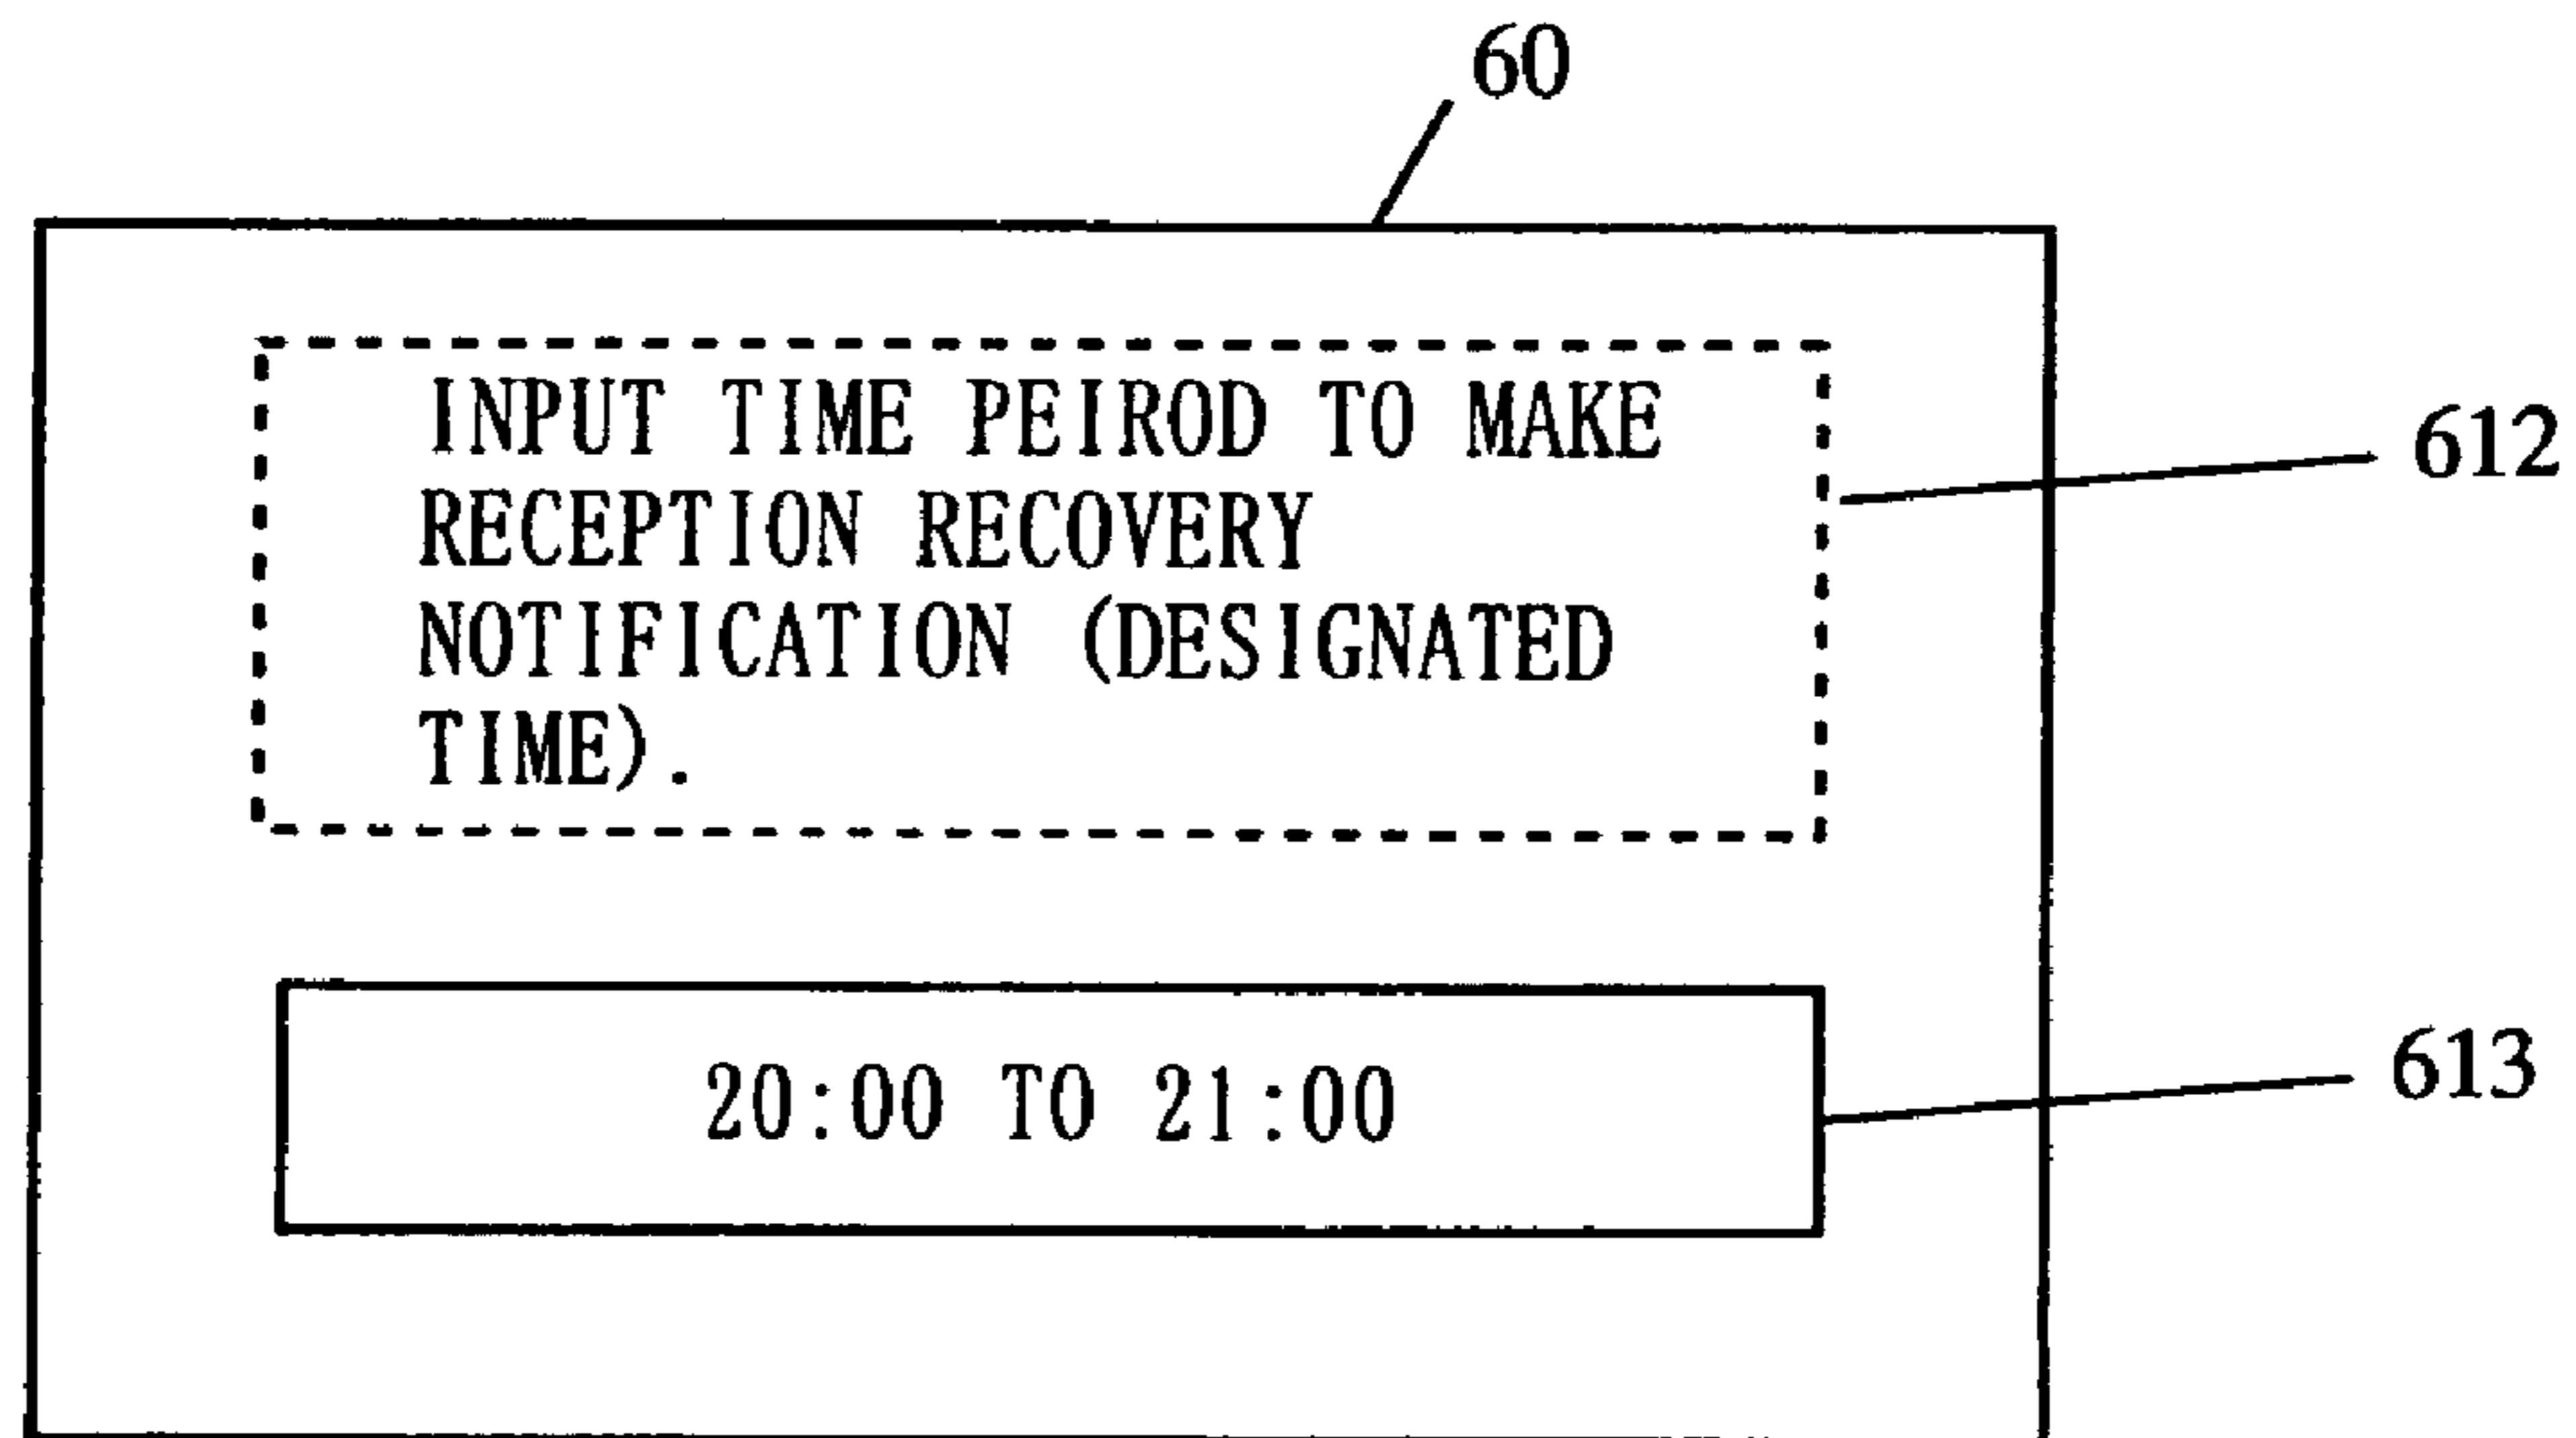 60
INPUT TIME PEIROD TO MAKE
RECEPTION RECOVERY
NOTIFICATION (DESIGNATED
TIME).
612
20:00 TO 21:00
613